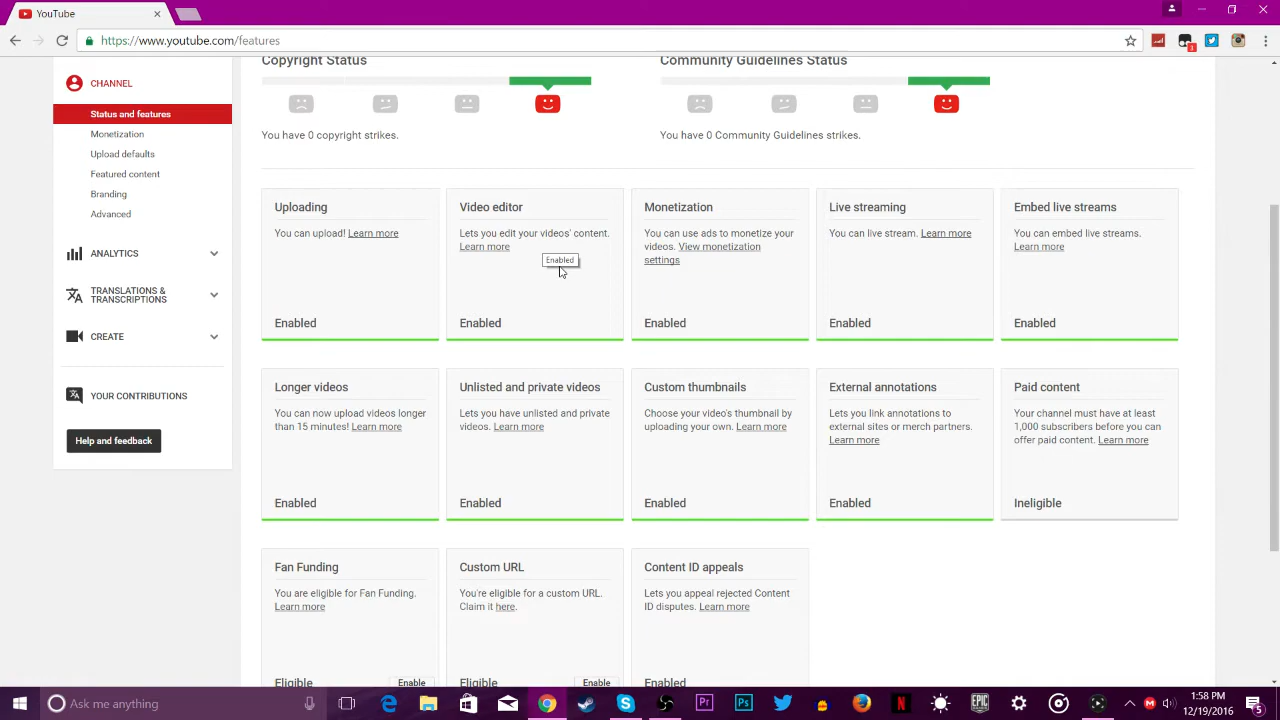 YouTube
https://www.youtube.com/features
3
CHANNEL
Status and features
Monetization
Upload defaults
Featured content
Branding
Advanced
ANALYTICS
TRANSLATIONS &
TRANSCRIPTIONS
CREATE
YOUR CONTRIBUTIONS
Help and feedback
Copyright Status
You have 0 copyright strikes.
Community Guidelines Status
You have 0 Community Guidelines strikes.
Uploading
You can upload! Learn more
Enabled
Video editor
Lets you edit your videos' content.
Learn more
Enabled
Enabled
Monetization
You can use ads to monetize your
videos. View monetization
settings
Enabled
Live streaming
You can live stream. Learn more
Enabled
Embed live streams
You can embed live streams.
Learn more
Enabled
Longer videos
You can now upload videos longer
than 15 minutes! Learn more
Enabled
Unlisted and private videos
Lets you have unlisted and private
videos. Learn more
Enabled
Custom thumbnails
Choose your video's thumbnail by
uploading your own. Learn more
Enabled
External annotations
Lets you link annotations to
external sites or merch partners.
Learn more
Enabled
Paid content
Your channel must have at least
1,000 subscribers before you can
offer paid content. Learn more
Ineligible
Fan Funding
You are eligible for Fan Funding.
Learn more
Eligible
Enable
Custom URL
You're eligible for a custom URL.
Claim it here.
Eligible
Enable
Content ID appeals
Lets you appeal rejected Content
ID disputes. Learn more
Enabled
Ask me anything
Pr
Ps
N
EPIC
1:58 PM
12/19/2016